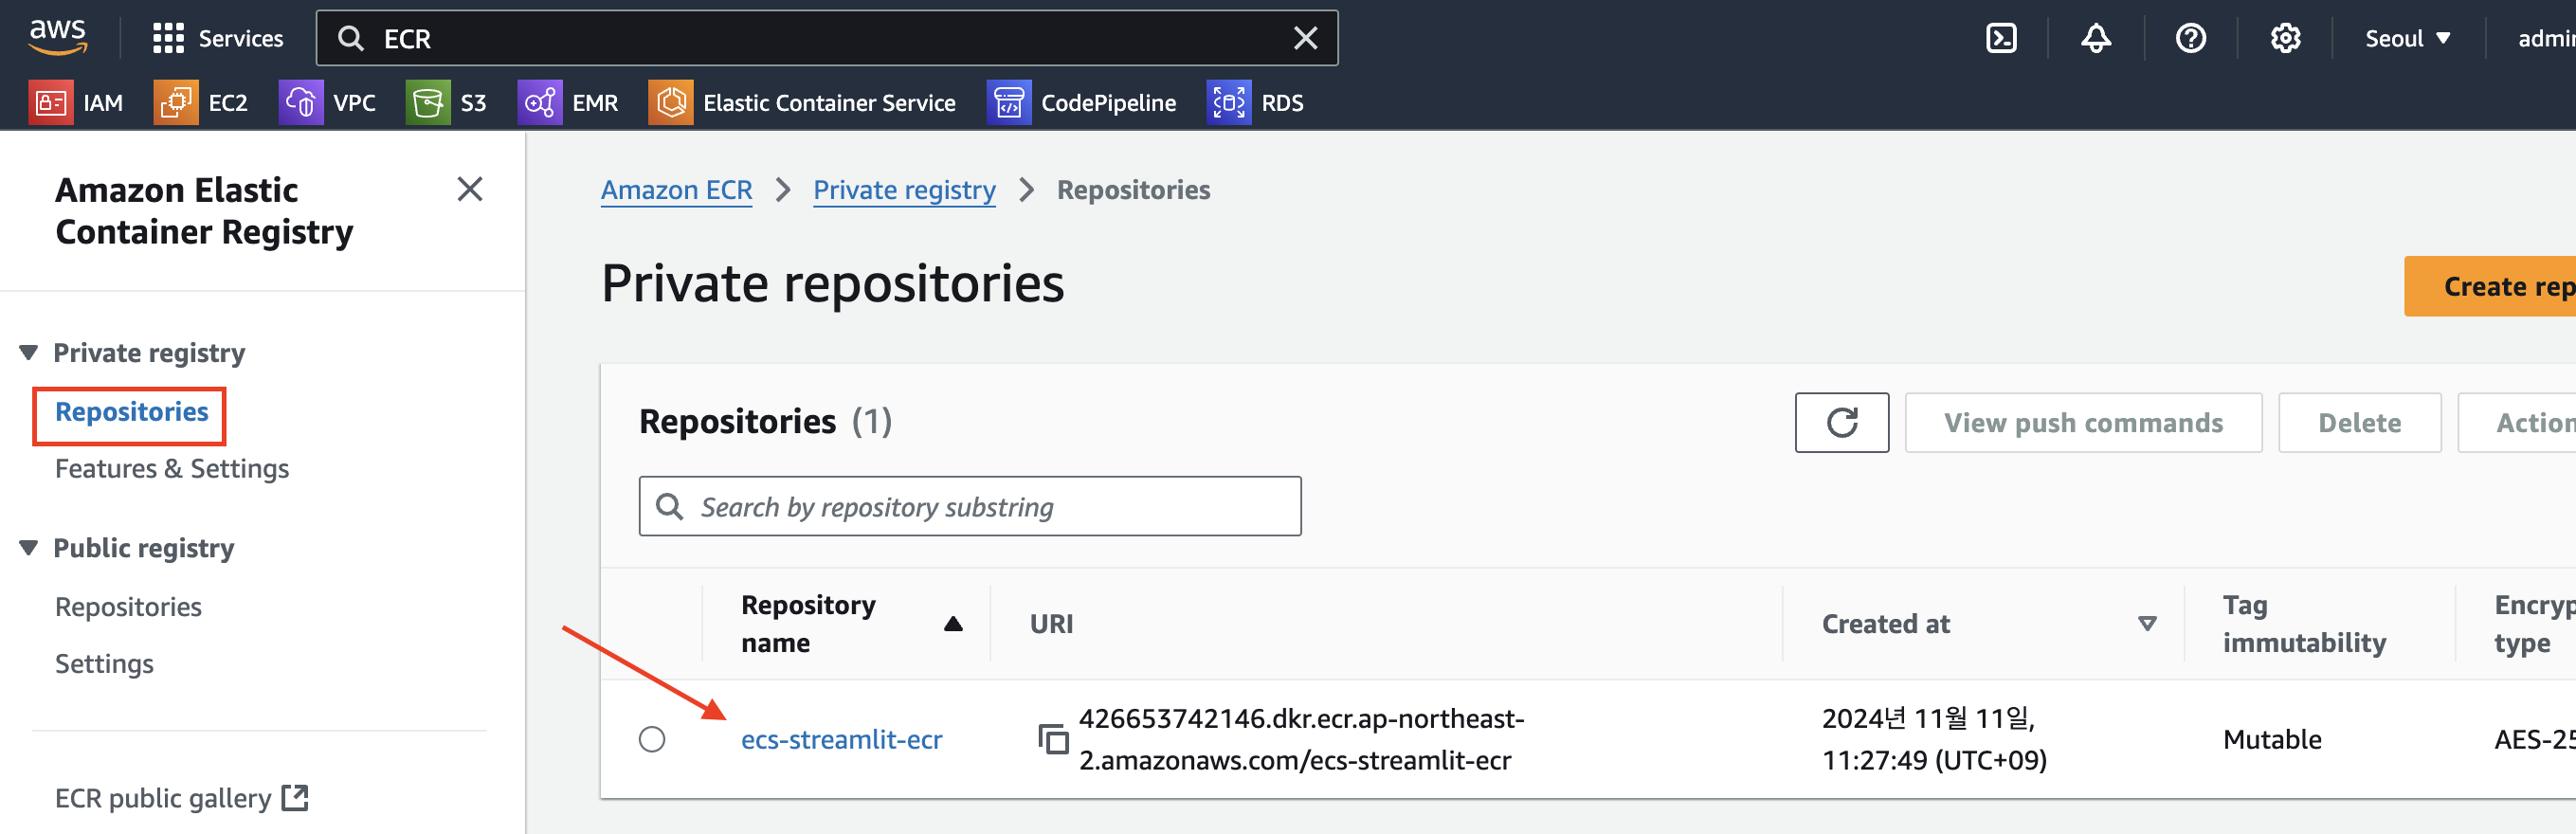 aws
Services
ECR
Seoul
admin
IAM
EC2
VPC
S3
EMR
Elastic Container Service
CodePipeline
RDS
Amazon Elastic
Container Registry
Private registry
Repositories
Features & Settings
Public registry
Repositories
Settings
ECR public gallery
Amazon ECR
Private registry
Repositories
Private repositories
Create rep
Repositories (1)
View push commands
Delete
Action
Search by repository substring
Repository
name
URI
Created at
Tag
immutability
Encryp
type
ecs-streamlit-ecr
426653742146.dkr.ecr.ap-northeast-
2.amazonaws.com/ecs-streamlit-ecr
2024년 11월 11일,
11:27:49 (UTC+09)
Mutable
AES-25